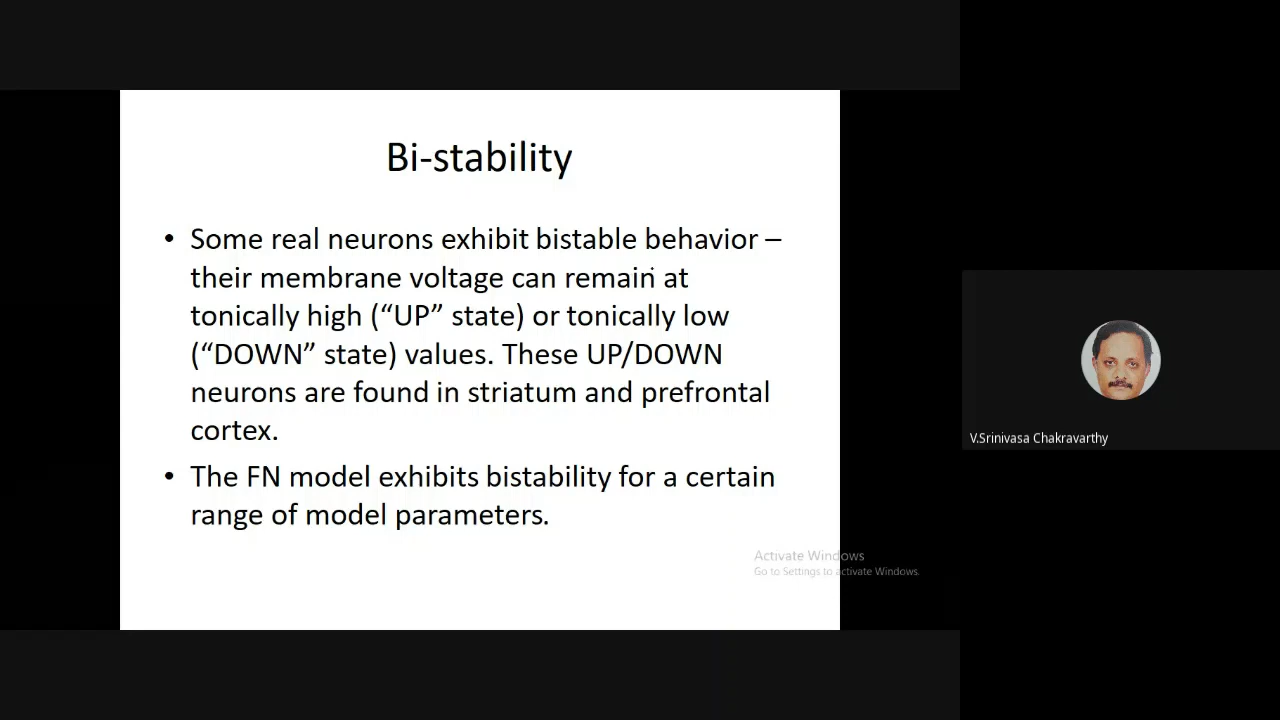 Bi-stability
• Some real neurons exhibit bistable behavior –
their membrane voltage can remain at
tonically high (“UP” state) or tonically low
(“DOWN” state) values. These UP/DOWN
neurons are found in striatum and prefrontal
cortex.
• The FN model exhibits bistability for a certain
range of model parameters.
Activate Windows
Go to Settings to activate Windows.
V.Srinivasa Chakravarthy